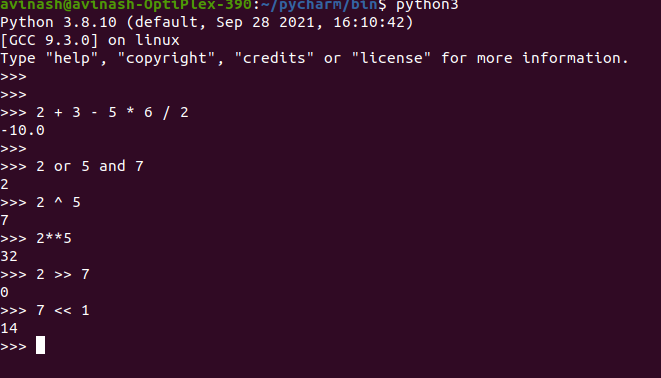 avinash@avinash-OptiPlex-390:~/pycharm/bin$ python3
Python 3.8.10 (default, Sep 28 2021, 16:10:42)
[GCC 9.3.0] on linux
Type "help", "copyright", "credits" or "license" for more information.
>>>
>>>
>>> 2 + 3 - 5 * 6 / 2
-10.0
>>>
>>> 2 or 5 and 7
2
>>> 2 ^ 5
7
>>> 2**5
32
>>> 2 >> 7
0
>>> 7 << 1
14
>>>